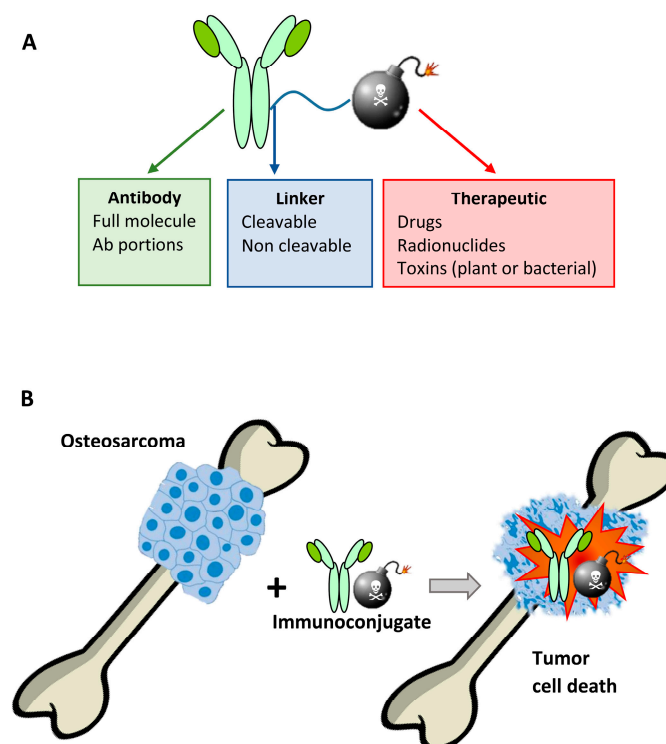 A
Antibody
Full molecule
Ab portions
Linker
Cleavable
Non cleavable
Therapeutic
Drugs
Radionuclides
Toxins (plant or bacterial)
B
Osteosarcoma
+
Immunoconjugate
Tumor
cell death